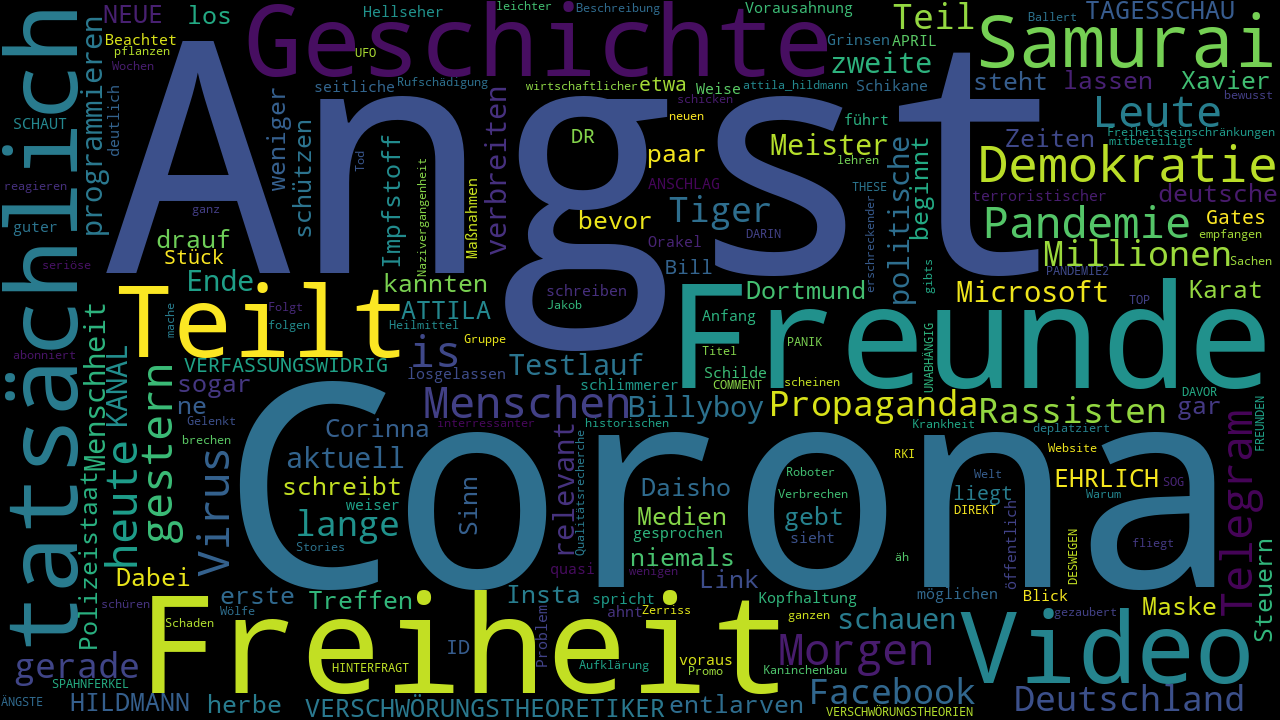 Angst
Corona
Freunde
Freiheit
Geschichte
tatsächlich
Video
Teilt
Samurai
Demokratie
Pandemie
Menschen
Propaganda
Rassisten
Telegram
Morgen
Facebook
Deutschland
Leute
Millionen
Microsoft
Teil
zweite
Tiger
Meister
politische
beginnt
NEUE
los
Hellseher
leichter
Beschreibung
Vorausahnung
Ballert
TAGESSCHAU
Beachtet
pflanzen
Wochen
UFO
Grinsen
APRIL
programmieren
deutlich
SCHAUT
seitliche
Rufschädigung
wirtschaftlicher
etwa
Weise
attila_hildmann
Schikane
steht
lassen
Xavier
bewusst
weniger
schützen
Tod
Impfstoff
Nazivergangenheit
Maßnahmen
verbreiten
DR
schicken
neuen
paar
führt
lehren
Zeiten
Freiheitseinschränkungen
mitbeteiligt
reagieren
guter
seriöse
ganz
ANSCHLAG
THESE
terroristischer
deutsche
drauf
Stück
bevor
Orakel
DARIN
erschreckender
Gates
empfangen
Ende
kannten
Bill
gibts
PANDEMIE2
Sachen
schreiben
Jakob
Dortmund
TOP
Karat
Menschheit
mache
Folgt
folgen
ATTILA
Heilmittel
Gruppe
is
Anfang
Titel
PANIK
UNABHÄNGIG
abonniert
KANAL
VERFASSUNGSWIDRIG
sogar
losgelassen
Testlauf
schlimmerer
Schilde
COMMENT
scheinen
DAVOR
gar
FREUNDEN
ne
Gelenkt
Billyboy
historischen
interressanter
Krankheit
deplatziert
brechen
Corinna
Polizeistaat
heute
gestern
Virus
aktuell
relevant
Qualitätsrecherche
RKI
Website
schreibt
weiser
Sinn
Daisho
Roboter
Verbrechen
Welt
EHRLICH
Warum
SOG
liegt
DIREKT
lange
Stories
Medien
gesprochen
gebt
sieht
öffentlich
DESWEGEN
fliegt
niemals
äh
quasi
wenigen
Dabei
Link
Steuern
schüren
erste
Wölfe
Treffen
Insta
spricht
ahnt
Zerriss
Kopfhaltung
ganzen
möglichen
Blick
gezaubert
Maske
Schaden
Problem
schauen
gerade
HINTERFRAGT
ID
Aufklärung
voraus
Promo
Kaninchenbau
SPAHNFERKEL
ÄNGSTE
HILDMANN
herbe
VERSCHWÖRUNGSTHEORETIKER
entlarven
VERSCHWÖRUNGSTHEORIEN